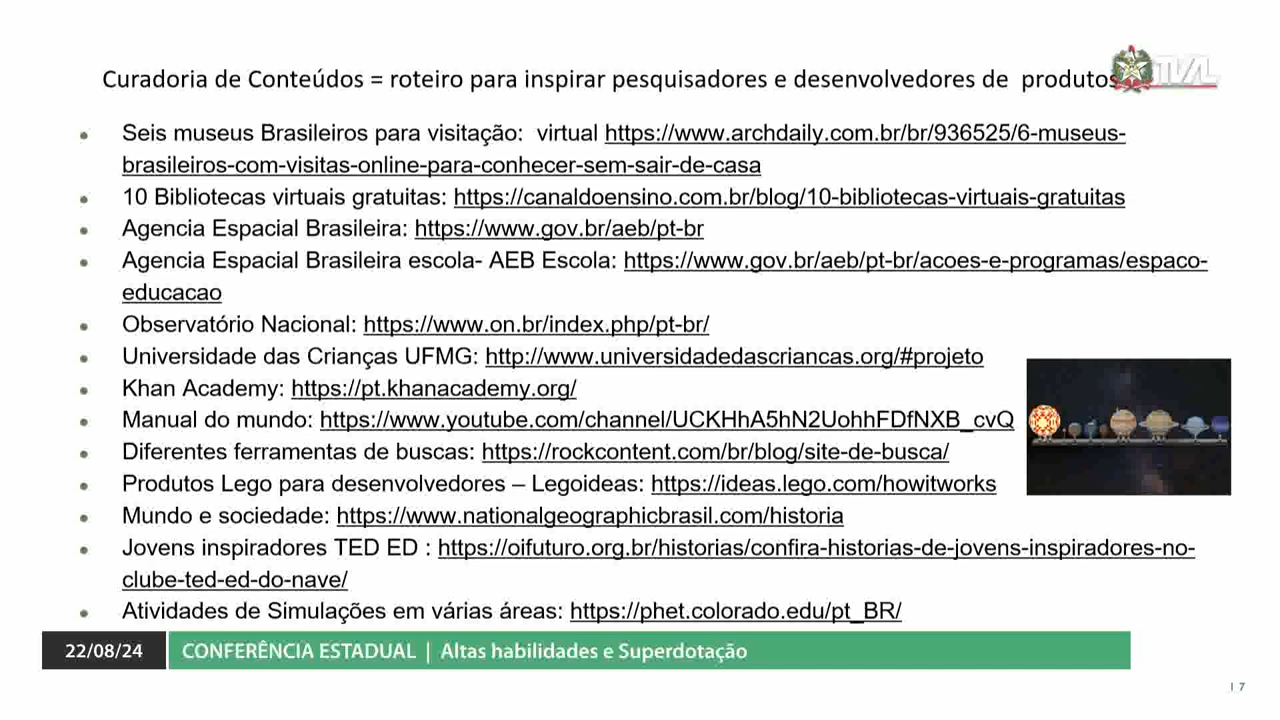 Curadoria de Conteúdos = roteiro para inspirar pesquisadores e desenvolvedores de  produtos
TVAL
Seis museus Brasileiros para visitação:  virtual https://www.archdaily.com.br/br/936525/6-museus-
brasileiros-com-visitas-online-para-conhecer-sem-sair-de-casa
10 Bibliotecas virtuais gratuitas: https://canaldoensino.com.br/blog/10-bibliotecas-virtuais-gratuitas
Agencia Espacial Brasileira: https://www.gov.br/aeb/pt-br
Agencia Espacial Brasileira escola- AEB Escola: https://www.gov.br/aeb/pt-br/acoes-e-programas/espaco-
educacao
Observatório Nacional: https://www.on.br/index.php/pt-br/
Universidade das Crianças UFMG: http://www.universidadedascriancas.org/#projeto
Khan Academy: https://pt.khanacademy.org/
Manual do mundo: https://www.youtube.com/channel/UCKHhA5hN2UohhFDfNXB_cvQ
Diferentes ferramentas de buscas: https://rockcontent.com/br/blog/site-de-busca/
Produtos Lego para desenvolvedores – Legoideas: https://ideas.lego.com/howitworks
Mundo e sociedade: https://www.nationalgeographicbrasil.com/historia
Jovens inspiradores TED ED : https://oifuturo.org.br/historias/confira-historias-de-jovens-inspiradores-no-
clube-ted-ed-do-nave/
Atividades de Simulações em várias áreas: https://phet.colorado.edu/pt_BR/
22/08/24
CONFERÊNCIA ESTADUAL | Altas habilidades e Superdotação
17